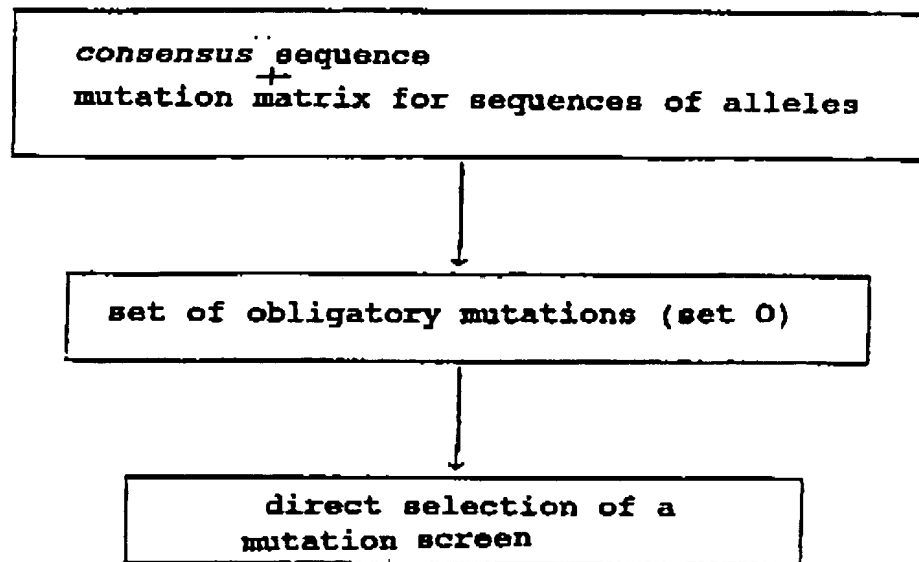 consensus sequence
+
mutation matrix for sequences of alleles
set of obligatory mutations (set O)
direct selection of a
mutation screen